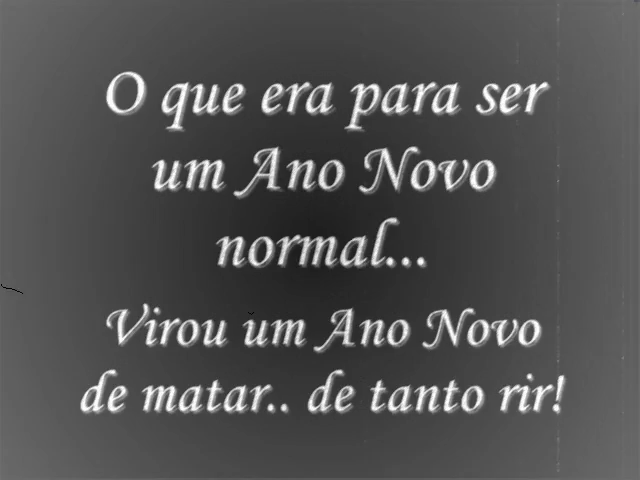 O que era para ser
um Ano Novo
normal...
Virou um Ano Novo
de matar.. de tanto rir!